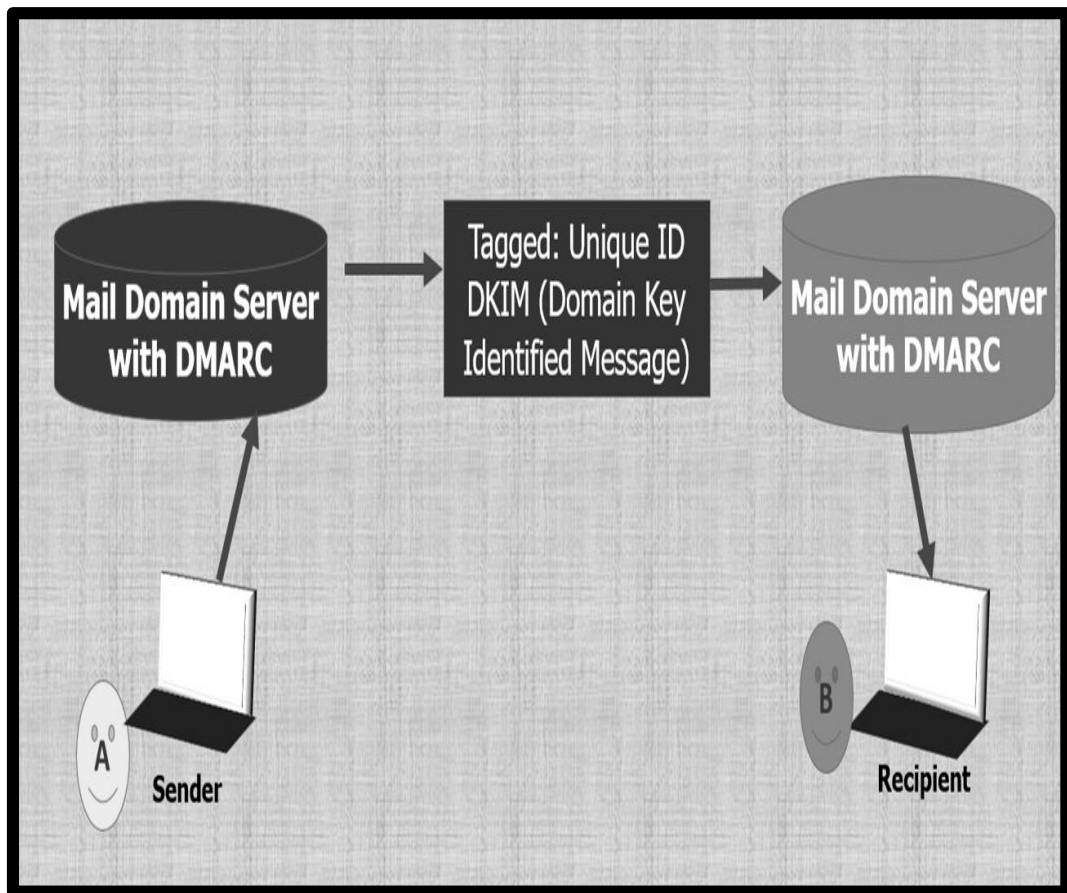 Mail Domain Server
with DMARC
Tagged: Unique ID
DKIM (Domain Key
Identified Message)
Mail Domain Server
with DMARC
A
Sender
B
Recipient